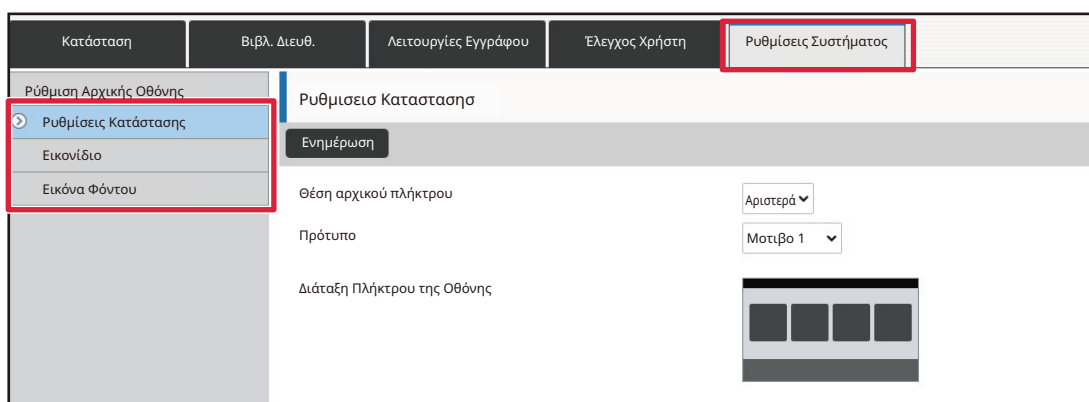 Κατάσταση
Βιβλ. Διευθ.
Λειτουργίες Εγγράφου
Έλεγχος Χρήστη
Ρυθμίσεις Συστήματος
Ρύθμιση Αρχικής Οθόνης
Ρυθμίσεις Κατάστασης
Εικονίδιο
Εικόνα Φόντου
Ρυθμισεισ Καταστασησ
Ενημέρωση
Θέση αρχικού πλήκτρου
Αριστερά
Πρότυπο
Μοτιβο 1
Διάταξη Πλήκτρου της Οθόνης